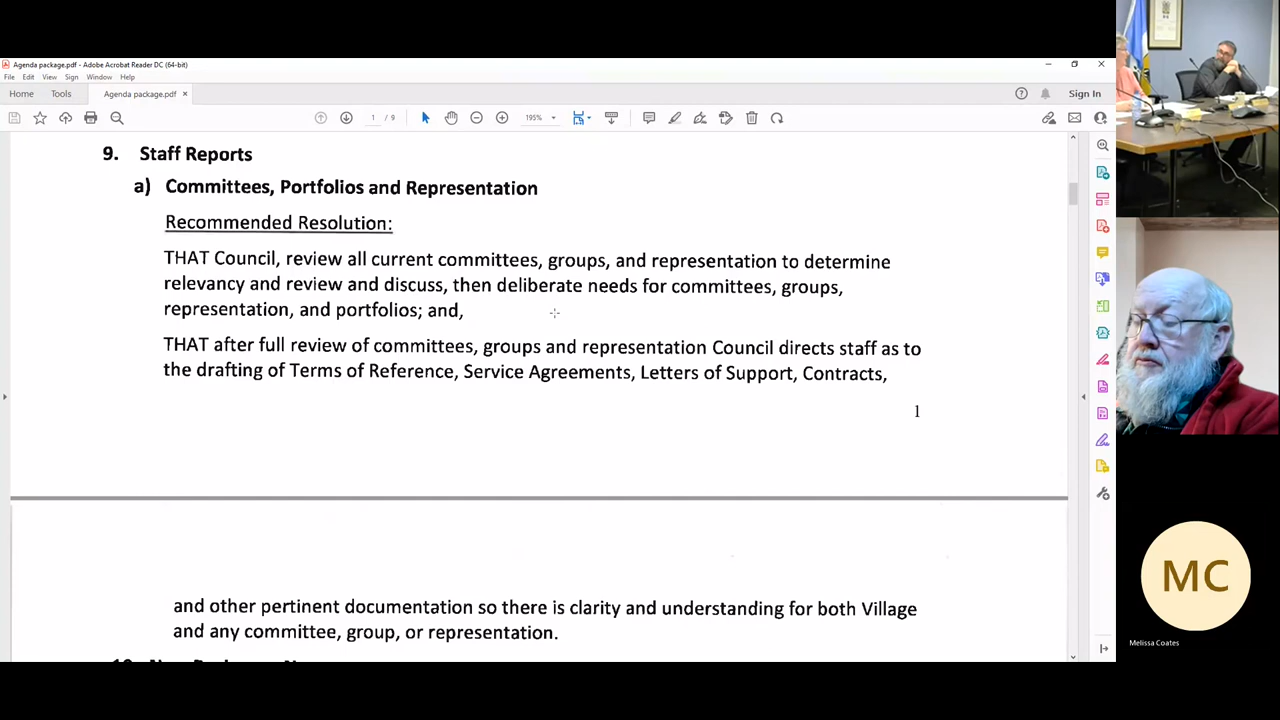 Agenda package.pdf - Adobe Acrobat Reader DC (64-bit)
File Edit View Sign Window Help
Home Tools Agenda package.pdf × Sign In
1 / 9 195%
9. Staff Reports
a) Committees, Portfolios and Representation
Recommended Resolution:
THAT Council, review all current committees, groups, and representation to determine
relevancy and review and discuss, then deliberate needs for committees, groups,
representation, and portfolios; and,
THAT after full review of committees, groups and representation Council directs staff as to
the drafting of Terms of Reference, Service Agreements, Letters of Support, Contracts,
1
and other pertinent documentation so there is clarity and understanding for both Village
and any committee, group, or representation.
MC
Melissa Coates